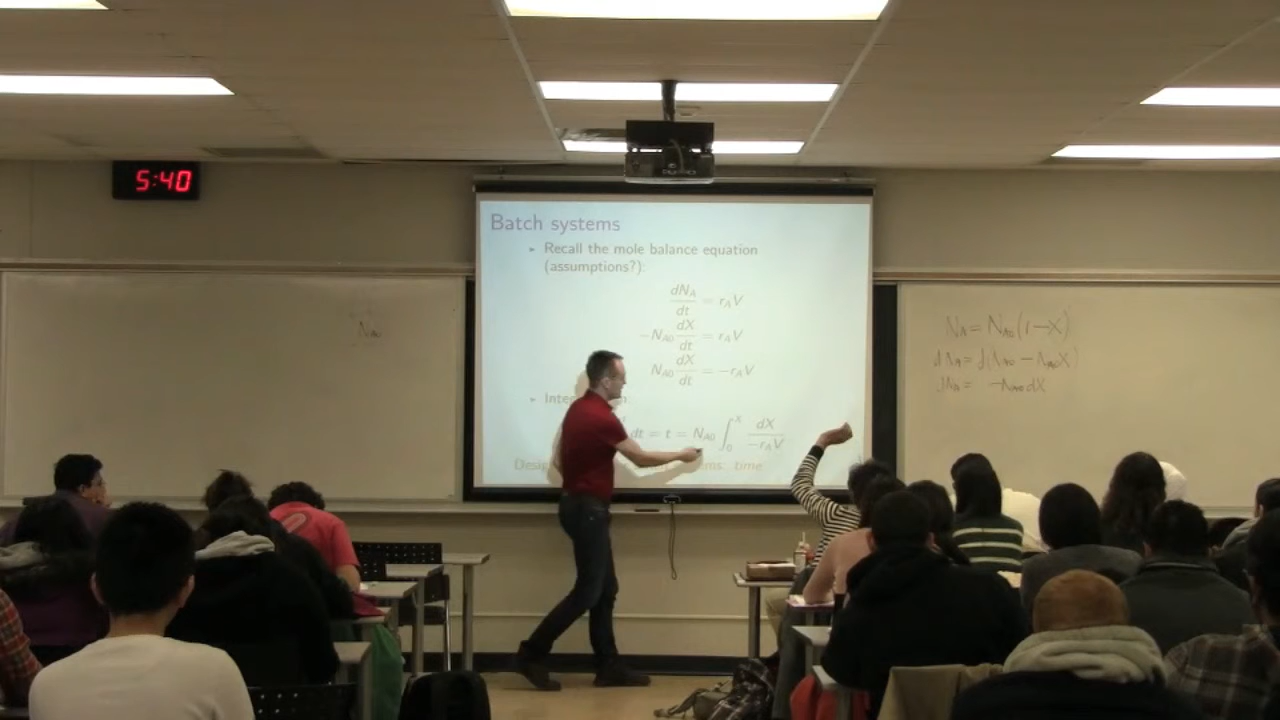 5:40
Batch systems
► Recall the mole balance equation
(assumptions?):
dN_A/dt = r_A V
-N_A0 dX/dt = r_A V
N_A0 dX/dt = -r_A V
►
dt = t = N_A0 ∫_0^X dX/(-r_A V)
time
N_A0
N_A = N_A0(1-X)
dN_A = d(N_A0 - N_A0X)
dN_A = -N_A0 dX